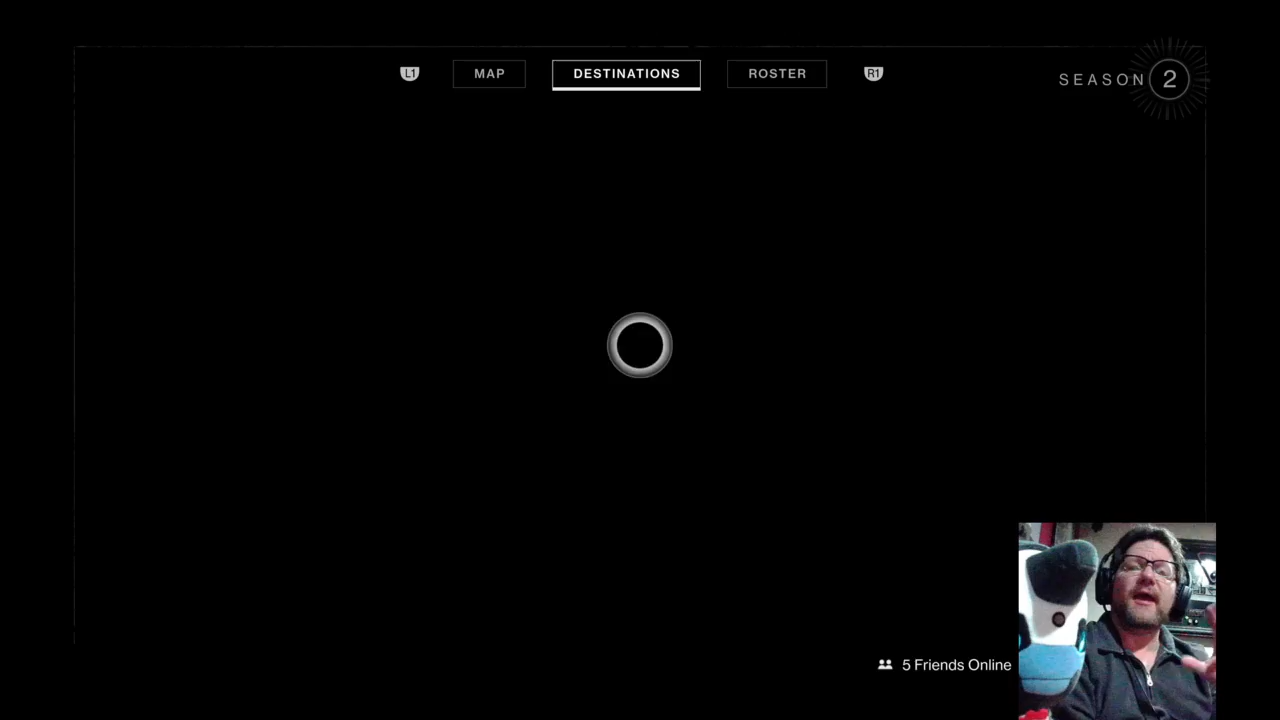 L1
MAP
DESTINATIONS
ROSTER
R1
SEASON 2
5 Friends Online